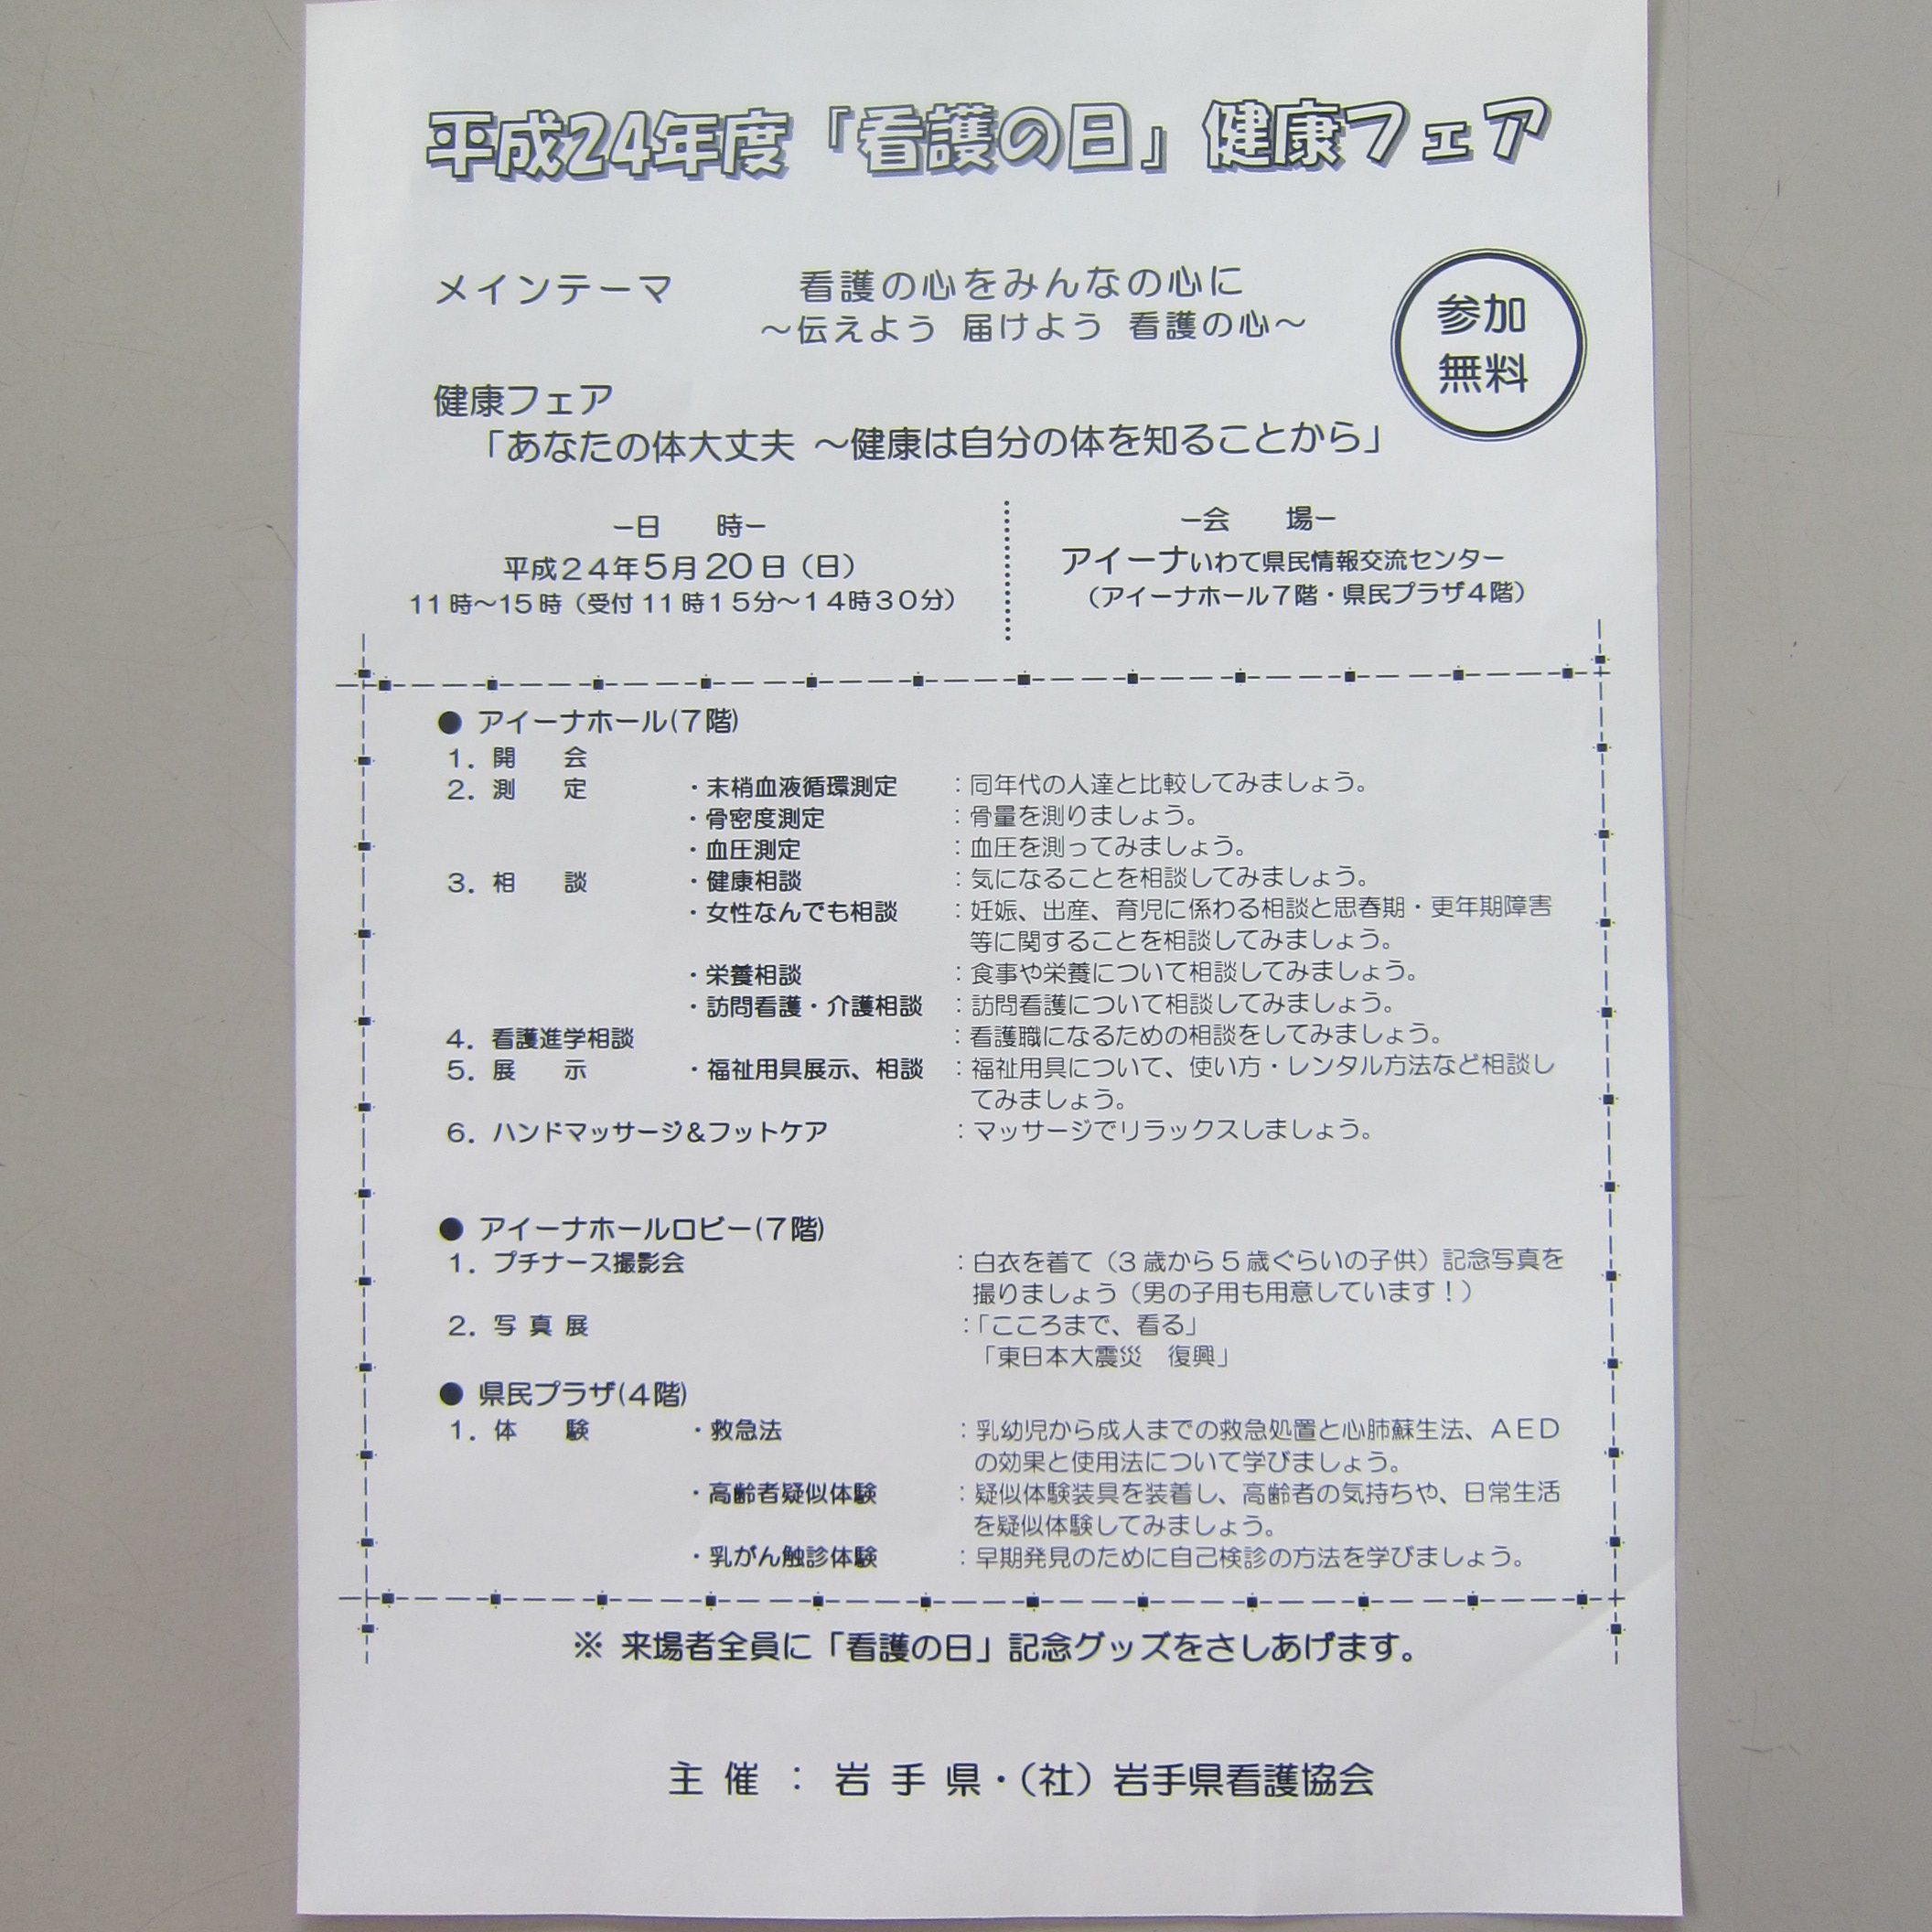 平成24年度「看護の日」健康フェア
メインテーマ 看護の心をみんなの心に
～伝えよう 届けよう 看護の心～
参加
無料
健康フェア
「あなたの体大丈夫 ～健康は自分の体を知ることから」
－日 時－
平成２４年5月20日（日）
11時～15時（受付11時１５分～１４時３０分）
－会 場－
アイーナいわて県民情報交流センター
（アイーナホール７階・県民プラザ４階）
● アイーナホール(７階)
１．開 会
２．測 定 ・末梢血液循環測定 ：同年代の人達と比較してみましょう。
・骨密度測定 ：骨量を測りましょう。
・血圧測定 ：血圧を測ってみましょう。
３．相 談 ・健康相談 ：気になることを相談してみましょう。
・女性なんでも相談 ：妊娠、出産、育児に係わる相談と思春期・更年期障害
等に関することを相談してみましょう。
・栄養相談 ：食事や栄養について相談してみましょう。
・訪問看護・介護相談 ：訪問看護について相談してみましょう。
４．看護進学相談 ：看護職になるための相談をしてみましょう。
５．展 示 ・福祉用具展示、相談 ：福祉用具について、使い方・レンタル方法など相談し
てみましょう。
６．ハンドマッサージ＆フットケア ：マッサージでリラックスしましょう。
● アイーナホールロビー(７階)
１．プチナース撮影会 ：白衣を着て（３歳から５歳ぐらいの子供）記念写真を
撮りましょう（男の子用も用意しています！）
２．写 真 展 ：「こころまで、看る」
「東日本大震災 復興」
● 県民プラザ(４階)
１．体 験 ・救急法 ：乳幼児から成人までの救急処置と心肺蘇生法、ＡＥＤ
の効果と使用法について学びましょう。
・高齢者疑似体験 ：疑似体験装具を装着し、高齢者の気持ちや、日常生活
を疑似体験してみましょう。
・乳がん触診体験 ：早期発見のために自己検診の方法を学びましょう。
※ 来場者全員に「看護の日」記念グッズをさしあげます。
主 催 ： 岩 手 県・（社）岩手県看護協会